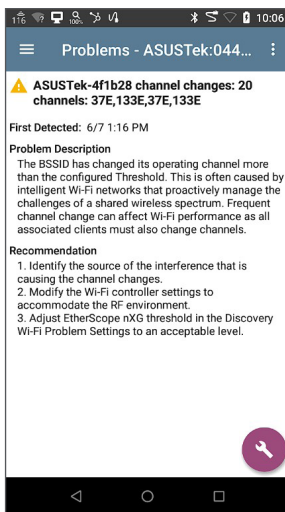 116
100%
10:06
Problems - ASUSTek:044...
ASUSTek-4f1b28 channel changes: 20
channels: 37E,133E,37E,133E
First Detected: 6/7 1:16 PM
Problem Description
The BSSID has changed its operating channel more
than the configured Threshold. This is often caused by
intelligent Wi-Fi networks that proactively manage the
challenges of a shared wireless spectrum. Frequent
channel change can affect Wi-Fi performance as all
associated clients must also change channels.
Recommendation
1. Identify the source of the interference that is
causing the channel changes.
2. Modify the Wi-Fi controller settings to
accommodate the RF environment.
3. Adjust EtherScope nXG threshold in the Discovery
Wi-Fi Problem Settings to an acceptable level.